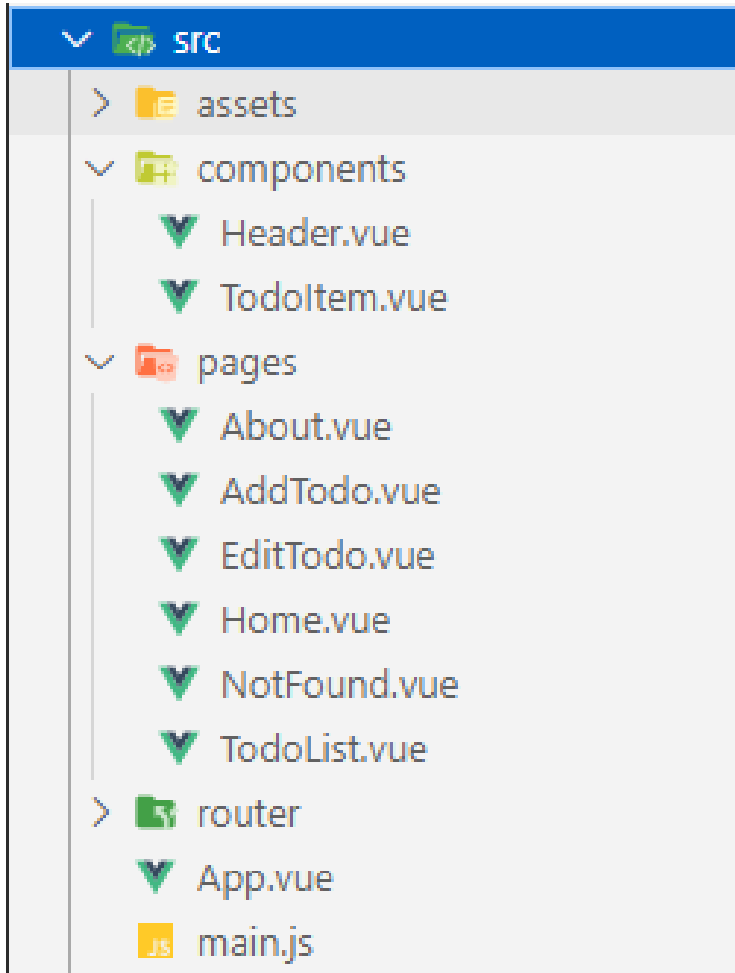 src
assets
components
Header.vue
TodoItem.vue
pages
About.vue
AddTodo.vue
EditTodo.vue
Home.vue
NotFound.vue
TodoList.vue
router
App.vue
JS main.js